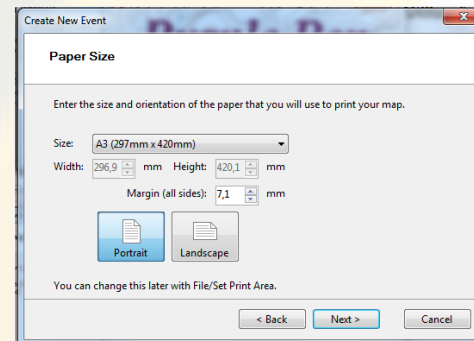 Create New Event
Paper Size
Enter the size and orientation of the paper that you will use to print your map.
Size: A3 (297mm x 420mm)
Width: 296,9 mm Height: 420,1 mm
Margin (all sides): 7,1 mm
Portrait Landscape
You can change this later with File/Set Print Area.
< Back Next > Cancel